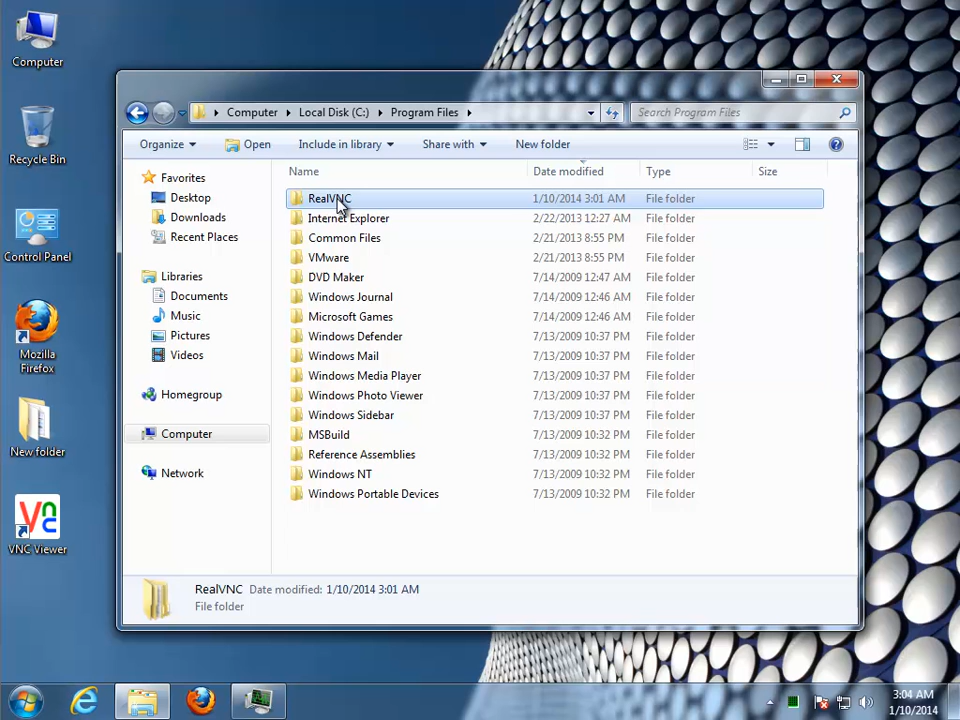 Computer
Recycle Bin
Control Panel
Mozilla
Firefox
New folder
VNC Viewer
Computer Local Disk (C:) Program Files
Search Program Files
Organize Open Include in library Share with New folder
Name Date modified Type Size
Favorites
Desktop
Downloads
Recent Places
Libraries
Documents
Music
Pictures
Videos
Homegroup
Computer
Network
RealVNC 1/10/2014 3:01 AM File folder
Internet Explorer 2/22/2013 12:27 AM File folder
Common Files 2/21/2013 8:55 PM File folder
VMware 2/21/2013 8:55 PM File folder
DVD Maker 7/14/2009 12:47 AM File folder
Windows Journal 7/14/2009 12:46 AM File folder
Microsoft Games 7/14/2009 12:46 AM File folder
Windows Defender 7/13/2009 10:37 PM File folder
Windows Mail 7/13/2009 10:37 PM File folder
Windows Media Player 7/13/2009 10:37 PM File folder
Windows Photo Viewer 7/13/2009 10:37 PM File folder
Windows Sidebar 7/13/2009 10:37 PM File folder
MSBuild 7/13/2009 10:32 PM File folder
Reference Assemblies 7/13/2009 10:32 PM File folder
Windows NT 7/13/2009 10:32 PM File folder
Windows Portable Devices 7/13/2009 10:32 PM File folder
RealVNC Date modified: 1/10/2014 3:01 AM
File folder
3:04 AM
1/10/2014